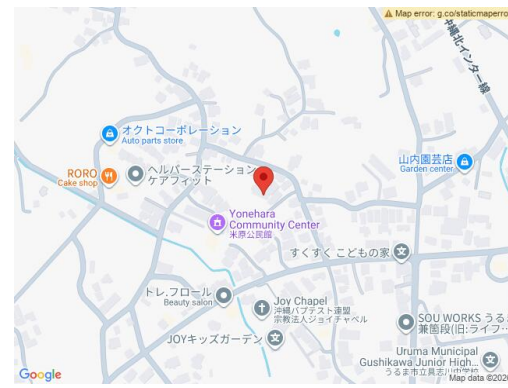 Map error: g.co/staticmaperro
中縄北インター線
オクトコーポレーション
Auto parts store
山内園芸店
Garden center
RORO
Cake shop
ヘルパーステーション
ケアフィット
Yonehara
Community Center
米原公民館
すくすく こどもの家
トレ.フロール
Beauty salon
Joy Chapel
沖縄バプテスト連盟
宗教法人ジョイチャペル
SOU WORKS うるま
兼箇段(旧:ライフ…
JOYキッズガーデン
Uruma Municipal
Gushikawa Junior High...
うるま市立具志川中学校
Google
Map data ©2026